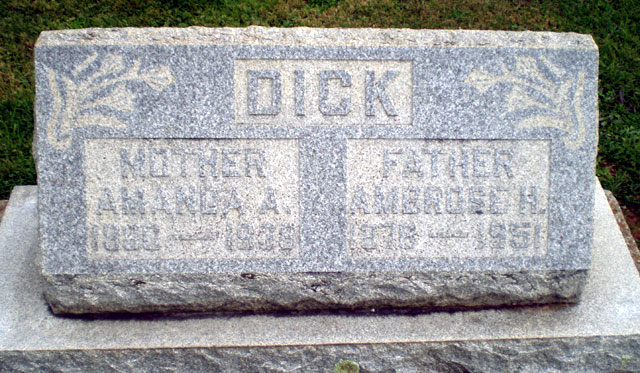 DICK
MOTHER
AMANDA A.
FATHER
AMBROSE H.
1878 — 1951